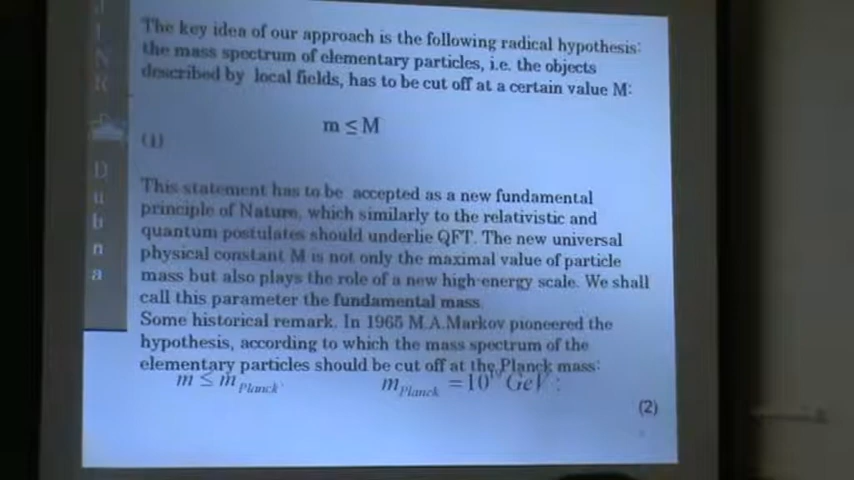 The key idea of our approach is the following radical hypothesis:
the mass spectrum of elementary particles, i.e. the objects
described by local fields, has to be cut off at a certain value M:
m ≤ M
(1)
This statement has to be accepted as a new fundamental
principle of Nature, which similarly to the relativistic and
quantum postulates should underlie QFT. The new universal
physical constant M is not only the maximal value of particle
mass but also plays the role of a new high-energy scale. We shall
call this parameter the fundamental mass.
Some historical remark. In 1965 M.A.Markov pioneered the
hypothesis, according to which the mass spectrum of the
elementary particles should be cut off at the Planck mass:
m ≤ m Planck m Planck = 10 GeV :
(2)
Dubna